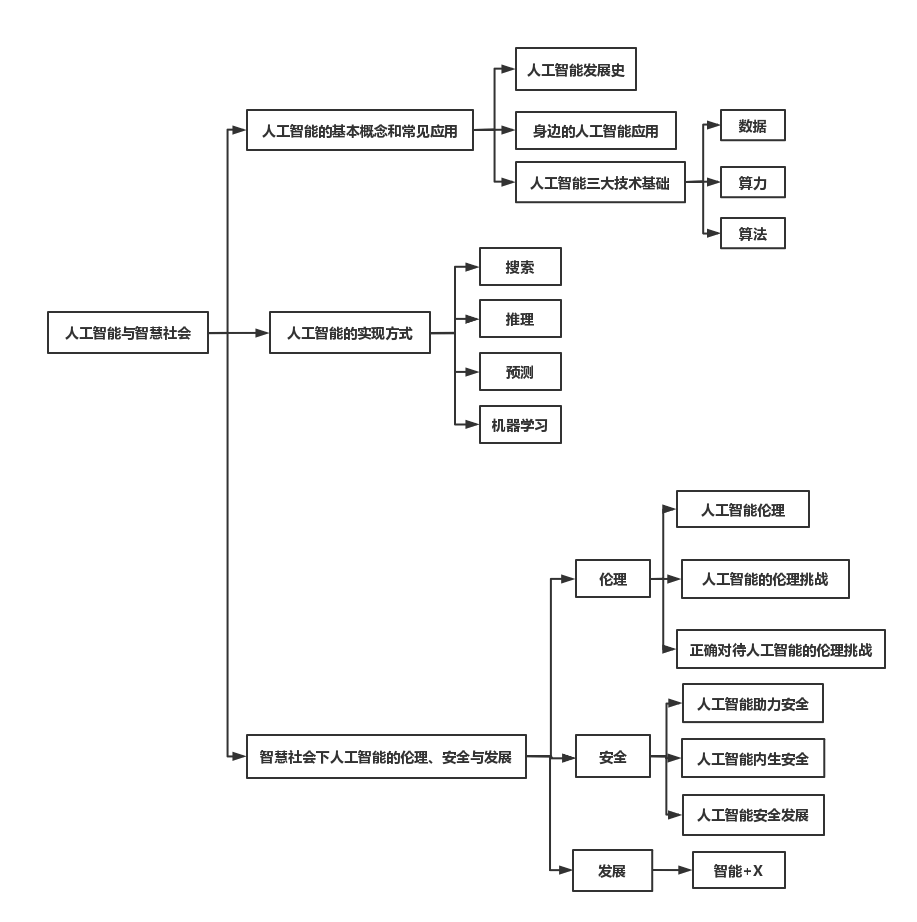 人工智能与智慧社会
人工智能的基本概念和常见应用
人工智能发展史
身边的人工智能应用
人工智能三大技术基础
数据
算力
算法
人工智能的实现方式
搜索
推理
预测
机器学习
智慧社会下人工智能的伦理、安全与发展
伦理
人工智能伦理
人工智能的伦理挑战
正确对待人工智能的伦理挑战
安全
人工智能助力安全
人工智能内生安全
人工智能安全发展
发展
智能+X